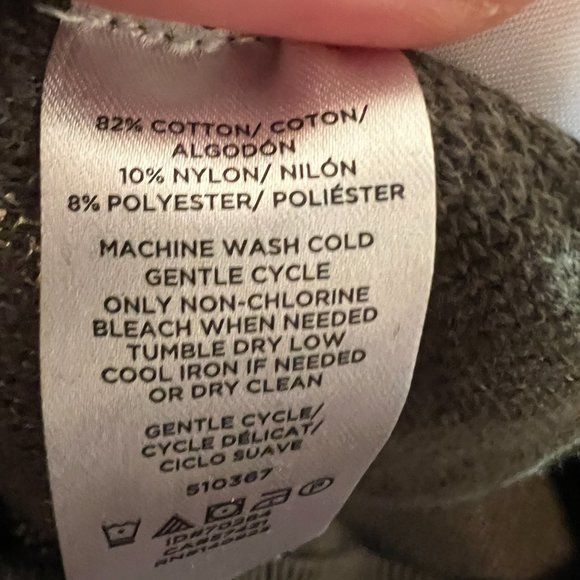 82% COTTON/ COTON/
ALGODÓN
10% NYLON/ NILÓN
8% POLYESTER/ POLIÉSTER
MACHINE WASH COLD
GENTLE CYCLE
ONLY NON-CHLORINE
BLEACH WHEN NEEDED
TUMBLE DRY LOW
COOL IRON IF NEEDED
OR DRY CLEAN
GENTLE CYCLE/
CYCLE DÉLICAT/
CICLO SUAVE
510367